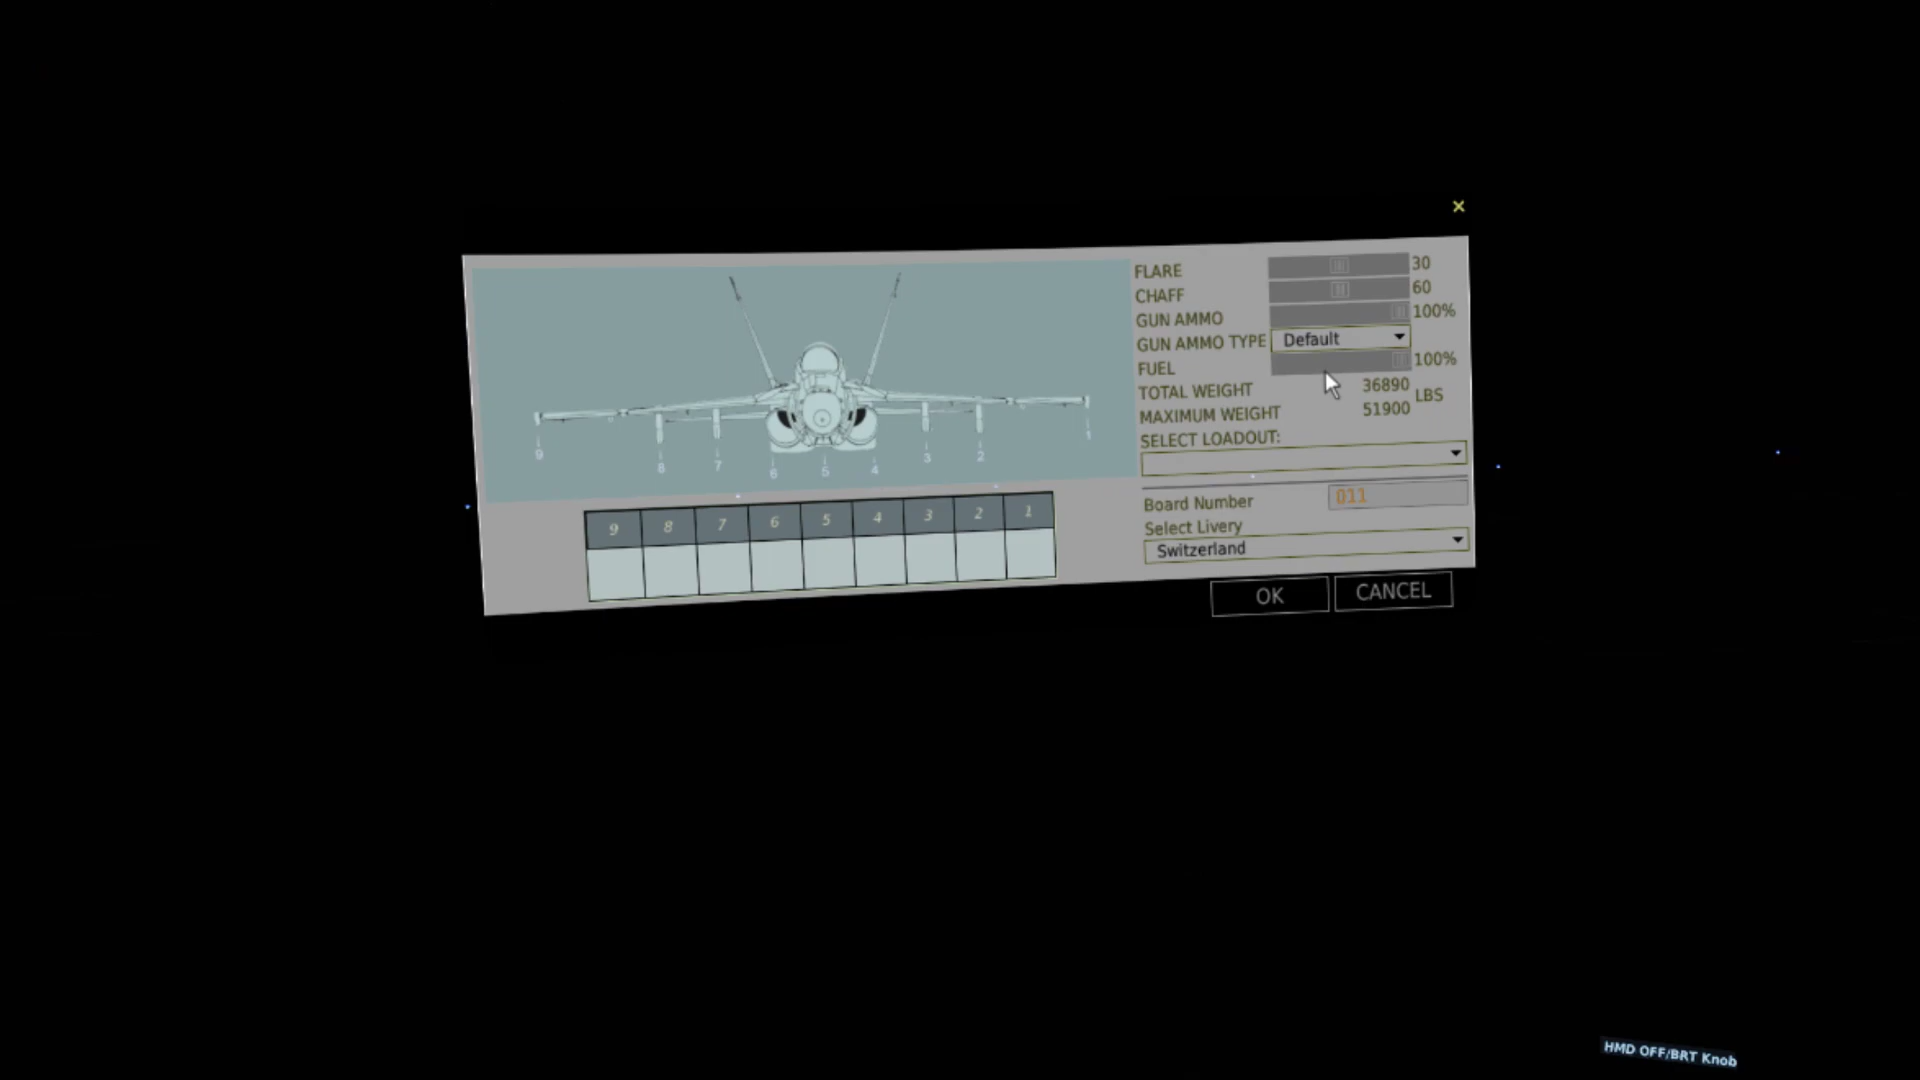 ×
FLARE 30
CHAFF 60
GUN AMMO 100%
GUN AMMO TYPE Default
FUEL 100%
TOTAL WEIGHT 36890
LBS
MAXIMUM WEIGHT 51900
SELECT LOADOUT:
9 8 7 6 5 4 3 2 1
Board Number 011
Select Livery
Switzerland
9 8 7 6 5 4 3 2 1
OK CANCEL
HMD OFF/BRT Knob